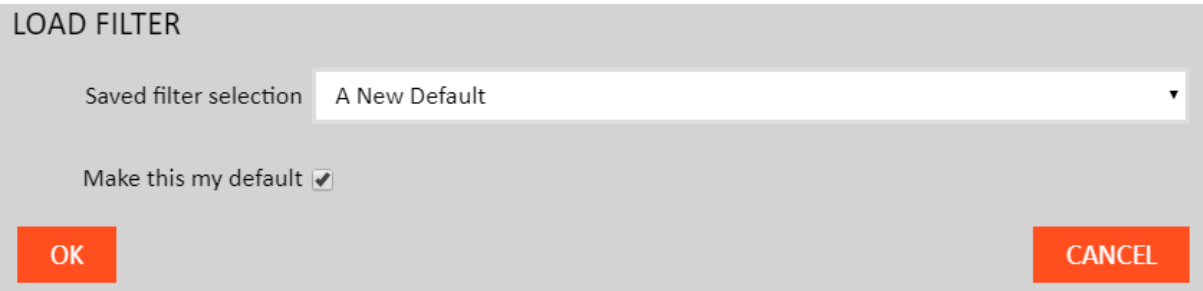 LOAD FILTER
Saved filter selection A New Default
Make this my default
OK CANCEL